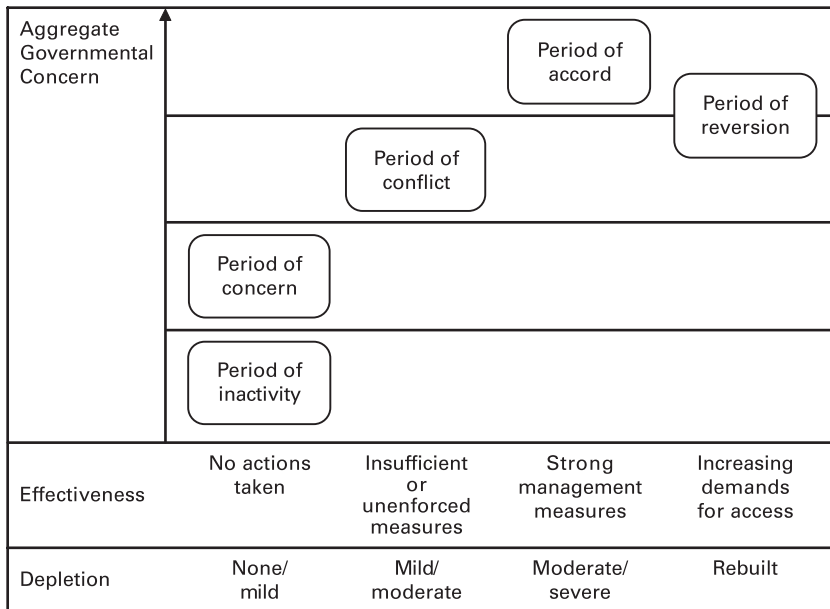 Aggregate
Governmental
Concern
Period of
accord
Period of
reversion
Period of
conflict
Period of
concern
Period of
inactivity
Effectiveness
No actions
taken
Insufficient
or
unenforced
measures
Strong
management
measures
Increasing
demands
for access
Depletion
None/
mild
Mild/
moderate
Moderate/
severe
Rebuilt